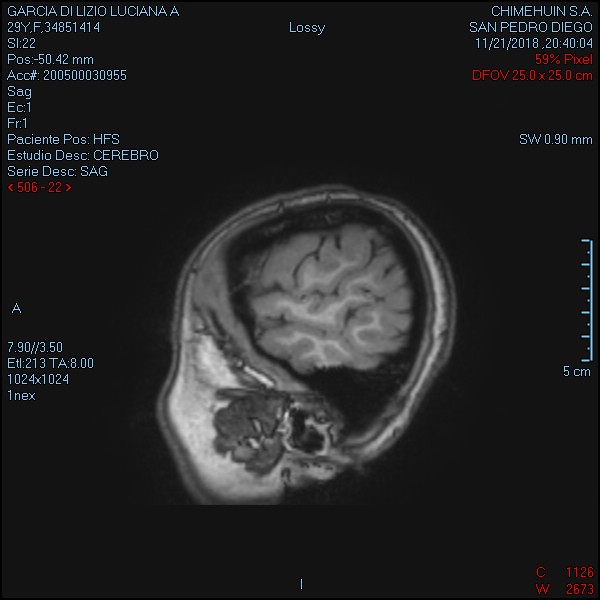 GARCIA DI LIZIO LUCIANA A
29Y,F,34851414
Sl:22
Pos:-50.42 mm
Acc#: 200500030955
Sag
Ec:1
Fr:1
Paciente Pos: HFS
Estudio Desc: CEREBRO
Serie Desc: SAG
< 506 - 22 >
Lossy
CHIMEHUIN S.A.
SAN PEDRO DIEGO
11/21/2018 ,20:40:04
59% Pixel
DFOV 25.0 x 25.0 cm
SW 0.90 mm
A
7.90//3.50
Etl:213 TA:8.00
1024x1024
1nex
5 cm
I
C 1126
W 2673